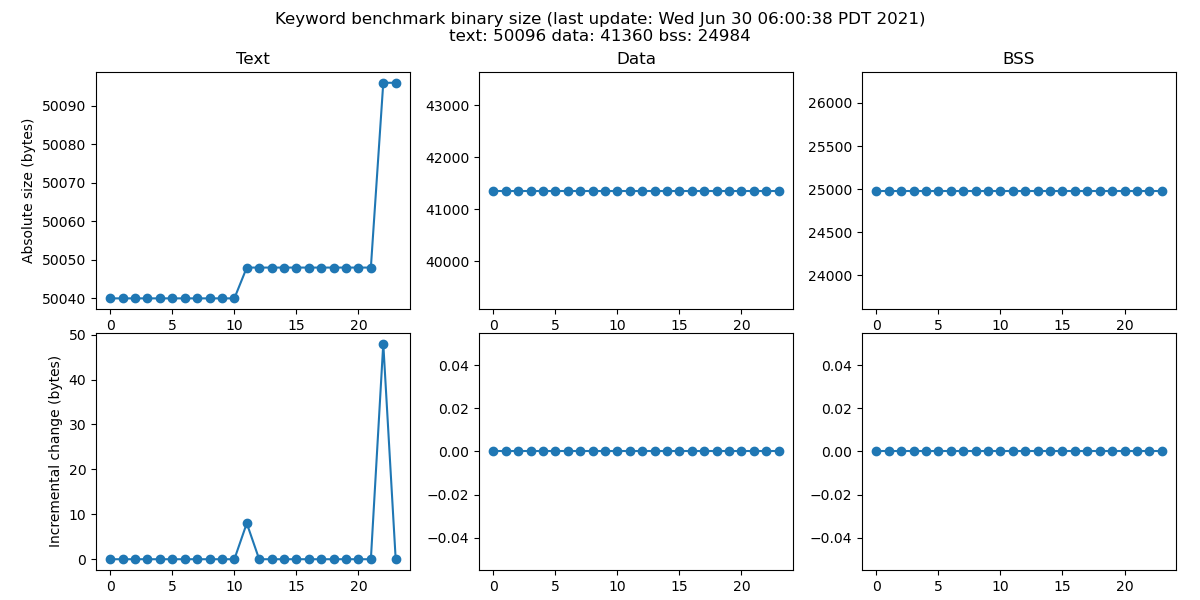 Keyword benchmark binary size (last update: Wed Jun 30 06:00:38 PDT 2021)
text: 50096 data: 41360 bss: 24984
Text
Data
BSS
Absolute size (bytes)
50090
50080
50070
50060
50050
50040
0 5 10 15 20
43000
42000
41000
40000
0 5 10 15 20
26000
25500
25000
24500
24000
0 5 10 15 20
Incremental change (bytes)
50
40
30
20
10
0
0 5 10 15 20
0.04
0.02
0.00
−0.02
−0.04
0 5 10 15 20
0.04
0.02
0.00
−0.02
−0.04
0 5 10 15 20